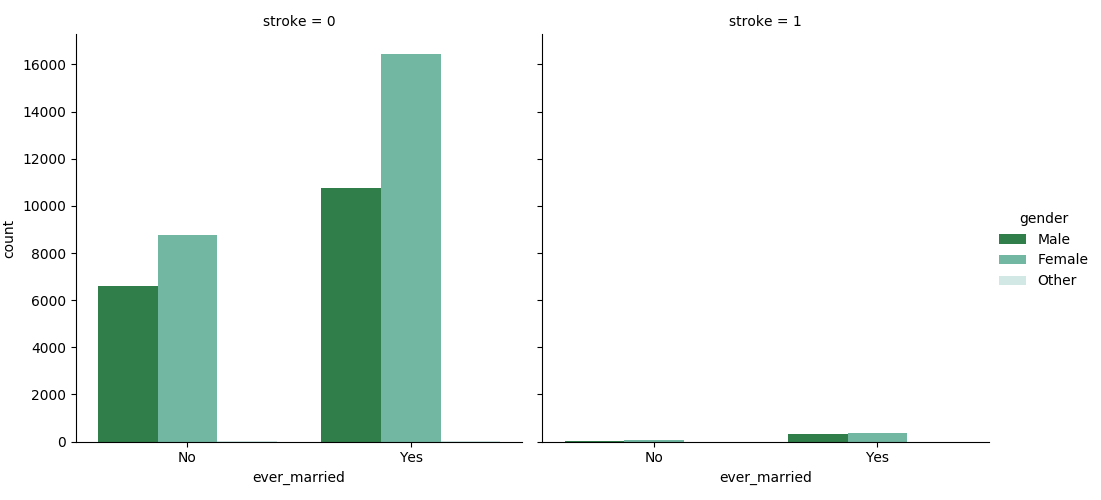 stroke = 0
stroke = 1
count
16000
14000
12000
10000
8000
6000
4000
2000
0
No
Yes
ever_married
No
Yes
ever_married
gender
Male
Female
Other